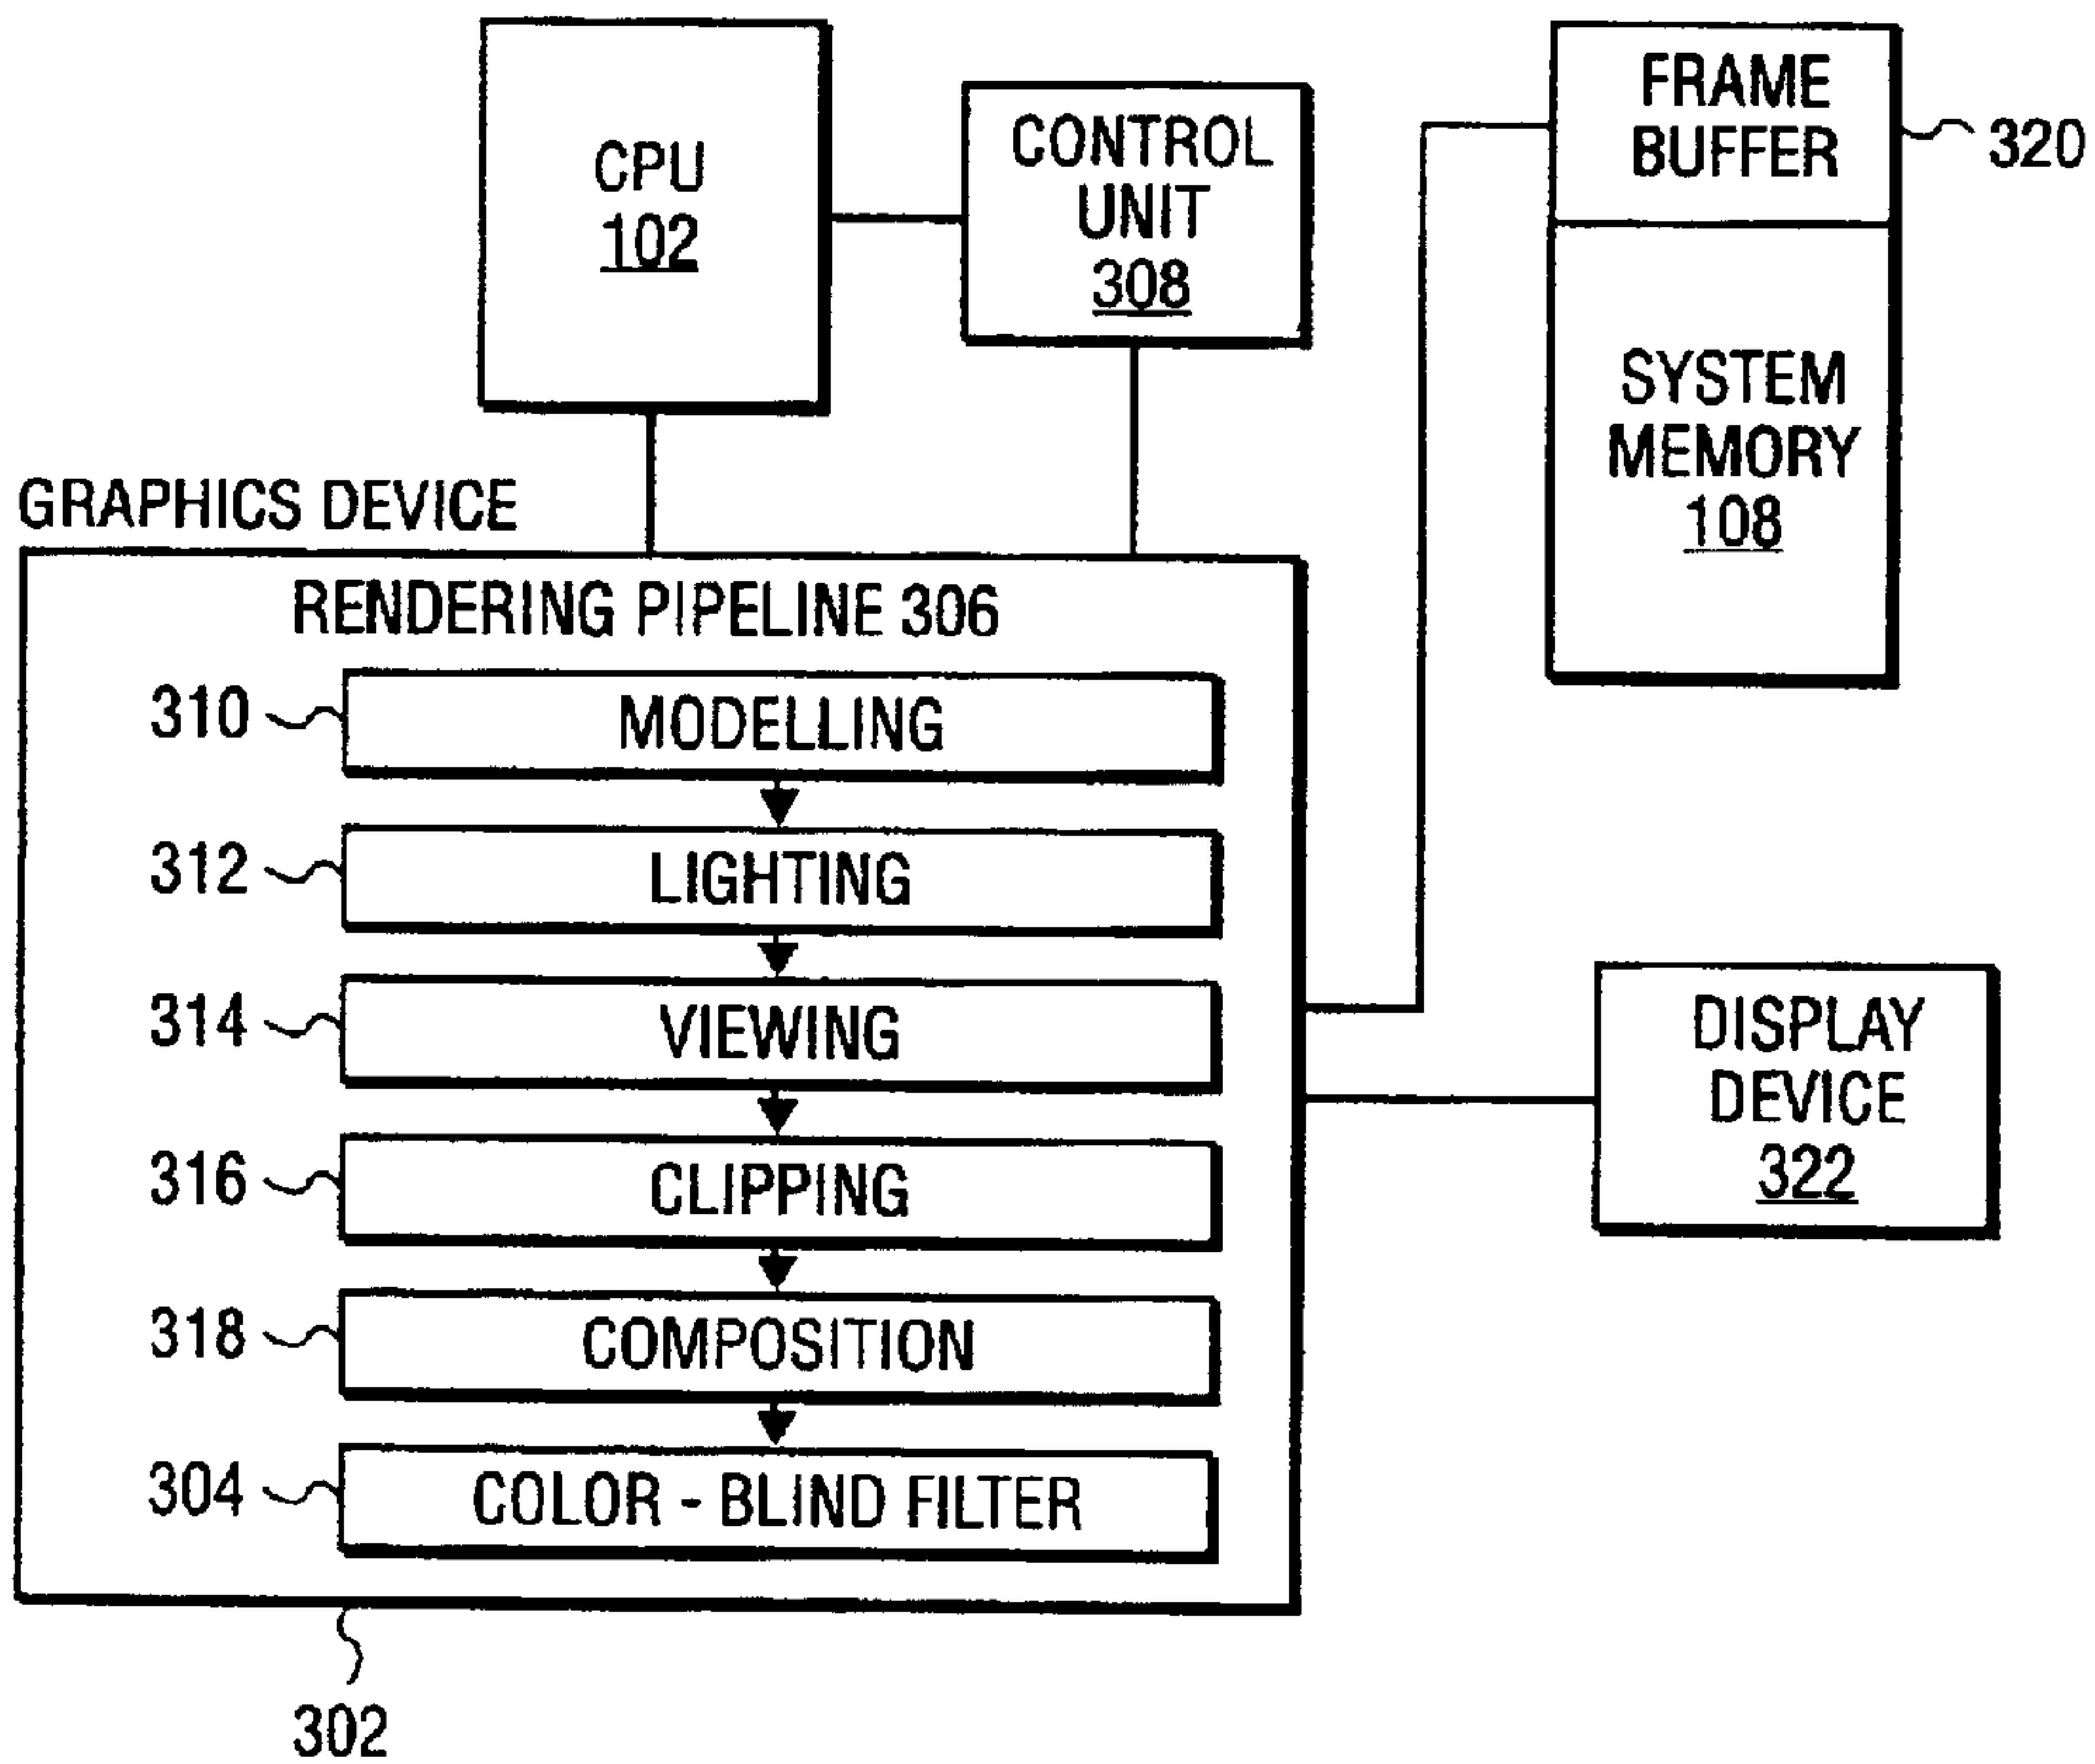 CPU
102
CONTROL
UNIT
308
FRAME
BUFFER
320
SYSTEM
MEMORY
108
GRAPHICS DEVICE
RENDERING PIPELINE 306
310
MODELLING
312
LIGHTING
314
VIEWING
316
CLIPPING
318
COMPOSITION
304
COLOR - BLIND FILTER
302
DISPLAY
DEVICE
322